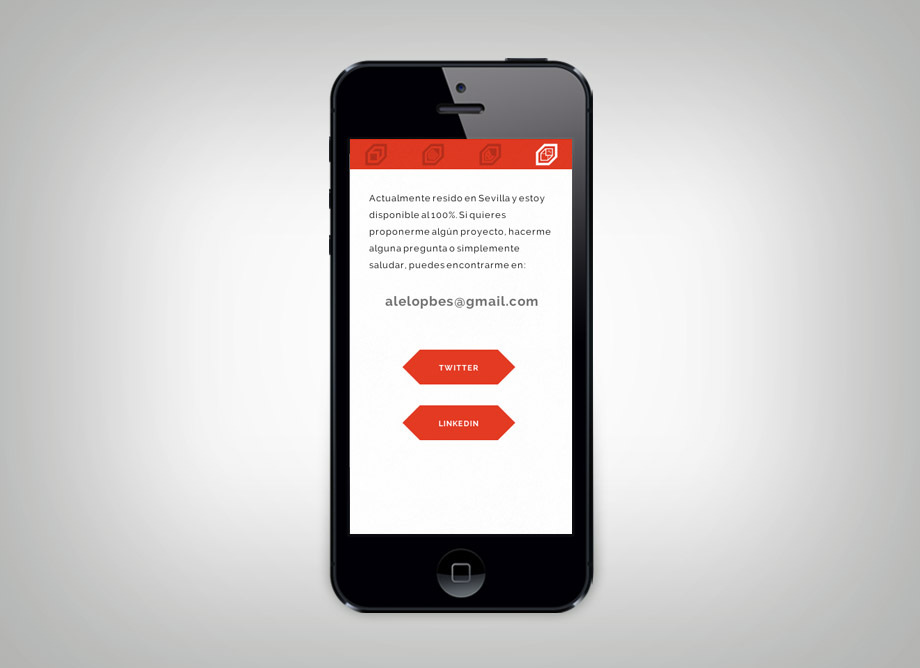 Actualmente resido en Sevilla y estoy
disponible al 100%. Si quieres
proponerme algún proyecto, hacerme
alguna pregunta o simplemente
saludar, puedes encontrarme en:
alelopbes@gmail.com
TWITTER
LINKEDIN